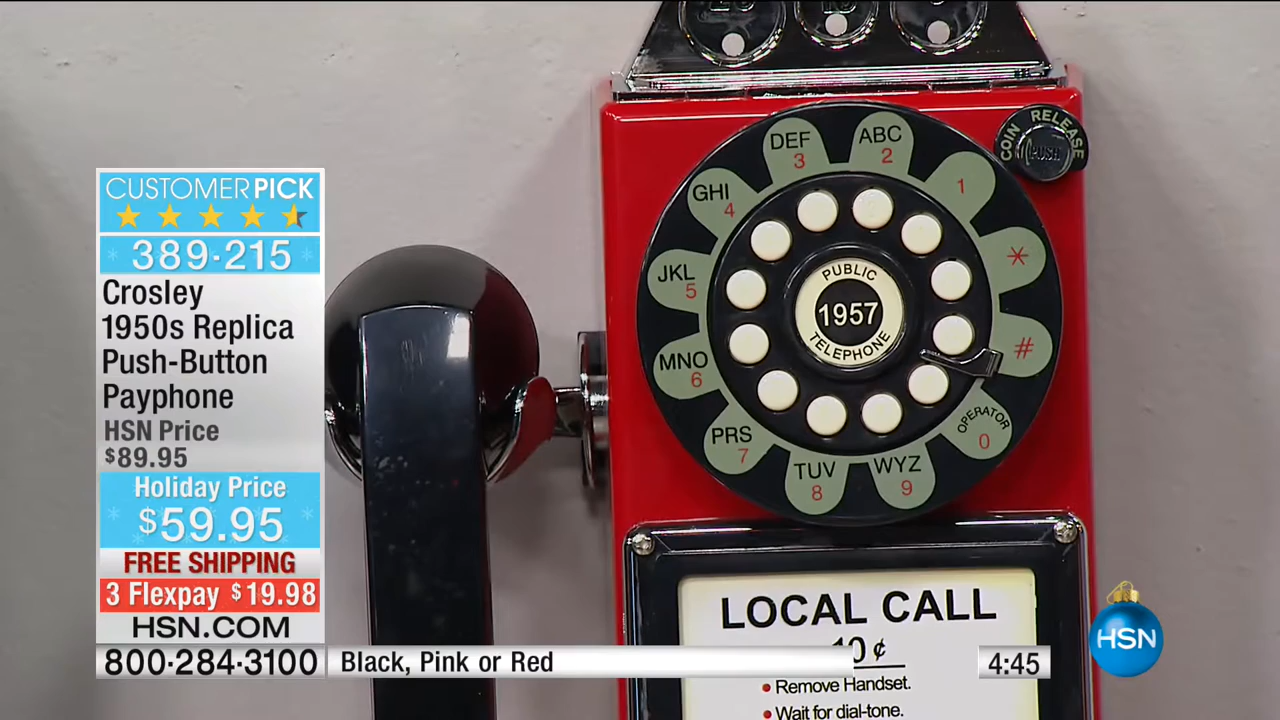 CUSTOMER PICK
389·215
Crosley
1950s Replica
Push-Button
Payphone
HSN Price
$89.95
Holiday Price
$59.95
FREE SHIPPING
3 Flexpay $19.98
HSN.COM
800·284·3100
Black, Pink or Red
4:45
HSN
COIN RELEASE
PUSH
ABC
2
DEF
3
1
GHI
4
*
JKL
5
#
MNO
6
OPERATOR
0
PRS
7
TUV
8
WXYZ
9
PUBLIC
1957
TELEPHONE
LOCAL CALL
10¢
• Remove Handset.
• Wait for dial-tone.